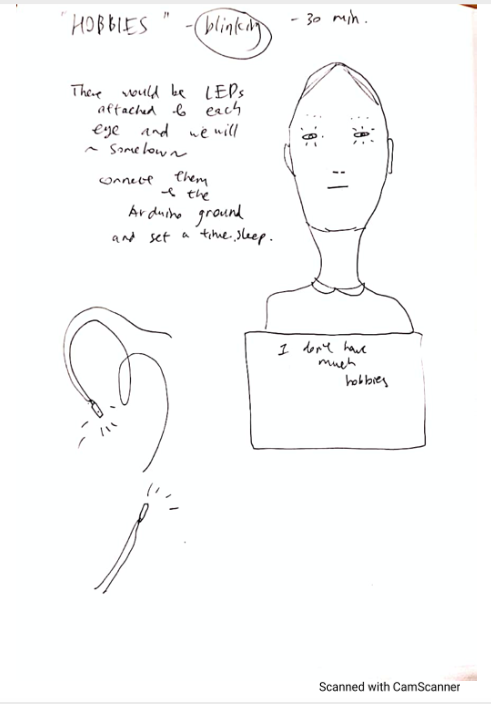 "HOBBIES" - blinking - 30 min.
There would be LEDs
attached to each
eye and we will
~ somehow ~
connect them
to the
Arduino ground
and set a time.sleep.
I don't have
much
hobbies
Scanned with CamScanner